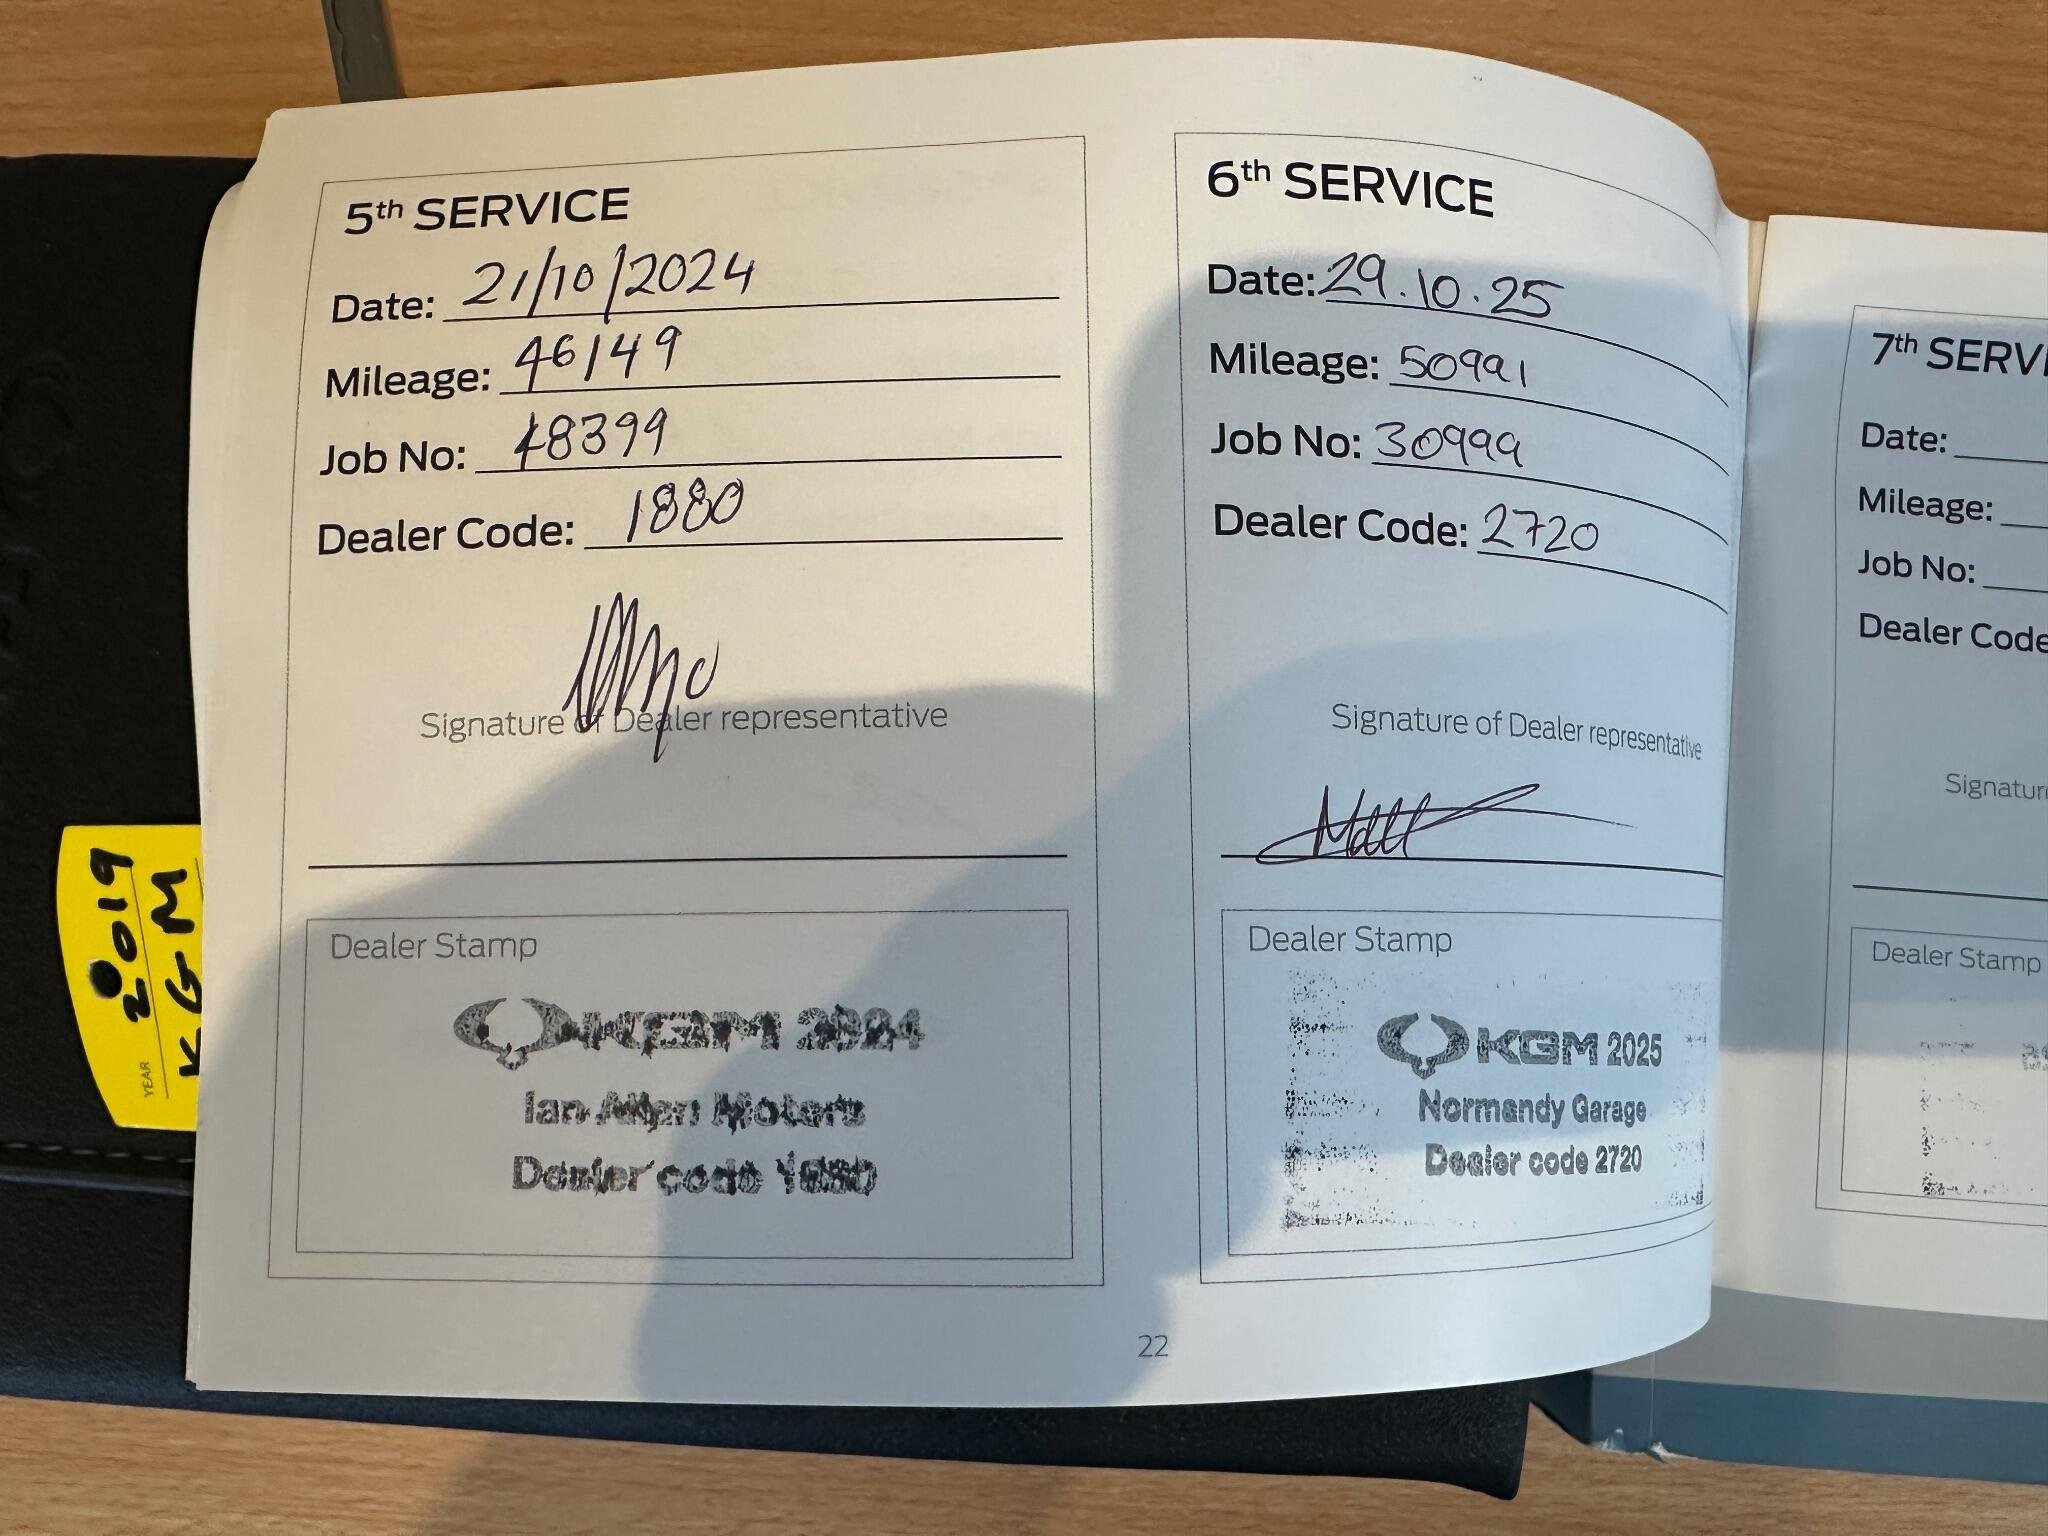 5th SERVICE
Date: 21/10/2024
Mileage: 46149
Job No: 18399
Dealer Code: 1880
Signature of Dealer representative
Dealer Stamp
KGM 2024
Ian Allan Motors
Dealer code 1880
6th SERVICE
Date: 29.10.25
Mileage: 50991
Job No: 30999
Dealer Code: 2720
Signature of Dealer representative
Dealer Stamp
KGM 2025
Normandy Garage
Dealer code 2720
22
7th SERVI
Date:
Mileage:
Job No:
Dealer Code
Signatur
Dealer Stamp
YEAR 2019
KGM